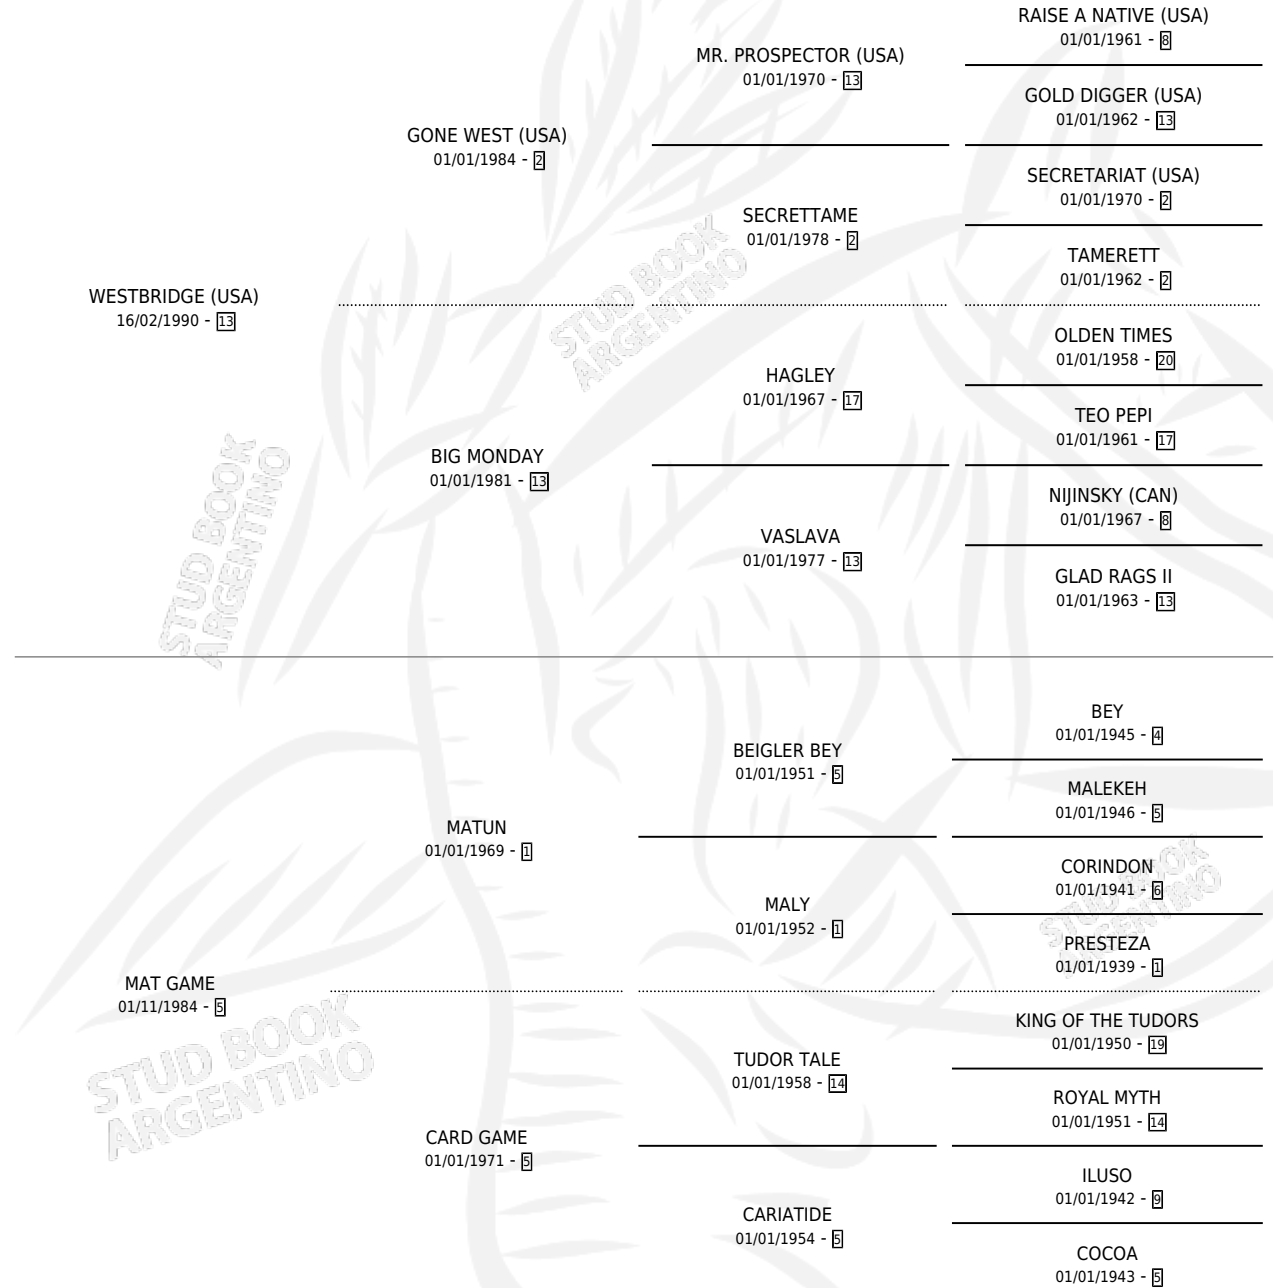 RAISE A NATIVE (USA)
01/01/1961 - 8
MR. PROSPECTOR (USA)
01/01/1970 - 13
GOLD DIGGER (USA)
01/01/1962 - 13
GONE WEST (USA)
01/01/1984 - 2
SECRETARIAT (USA)
01/01/1970 - 2
SECRETTAME
01/01/1978 - 2
TAMERETT
01/01/1962 - 2
WESTBRIDGE (USA)
16/02/1990 - 13
OLDEN TIMES
01/01/1958 - 20
HAGLEY
01/01/1967 - 17
TEO PEPI
01/01/1961 - 17
BIG MONDAY
01/01/1981 - 13
NIJINSKY (CAN)
01/01/1967 - 8
VASLAVA
01/01/1977 - 13
GLAD RAGS II
01/01/1963 - 13
BEY
01/01/1945 - 4
BEIGLER BEY
01/01/1951 - 5
MALEKEH
01/01/1946 - 5
MATUN
01/01/1969 - 1
CORINDON
01/01/1941 - 6
MALY
01/01/1952 - 1
PRESTEZA
01/01/1939 - 1
MAT GAME
01/11/1984 - 5
KING OF THE TUDORS
01/01/1950 - 19
TUDOR TALE
01/01/1958 - 14
ROYAL MYTH
01/01/1951 - 14
CARD GAME
01/01/1971 - 5
ILUSO
01/01/1942 - 9
CARIATIDE
01/01/1954 - 5
COCOA
01/01/1943 - 5
STUD BOOK
ARGENTINO
STUD BOOK
ARGENTINO
STUD BOOK
ARGENTINO
STUD BOOK
ARGENTINO